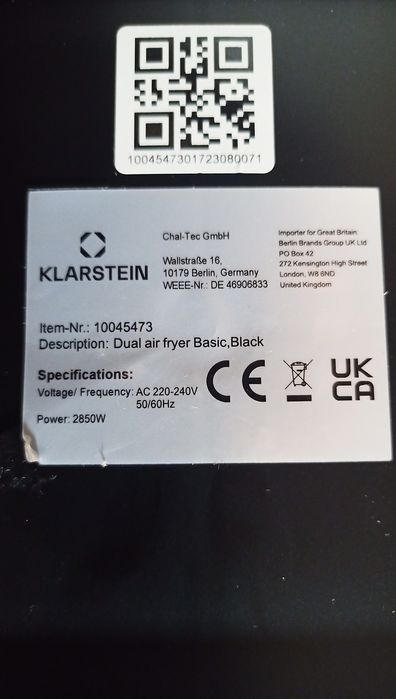 1004547301723080071
KLARSTEIN
Chal-Tec GmbH
Wallstraße 16,
10179 Berlin, Germany
WEEE-Nr.: DE 46906833
Importer for Great Britain:
Berlin Brands Group UK Ltd
PO Box 42
272 Kensington High Street
London, W8 6ND
United Kingdom
Item-Nr.: 10045473
Description: Dual air fryer Basic,Black
Specifications:
Voltage/ Frequency: AC 220-240V
50/60Hz
Power: 2850W
CE
UK
CA